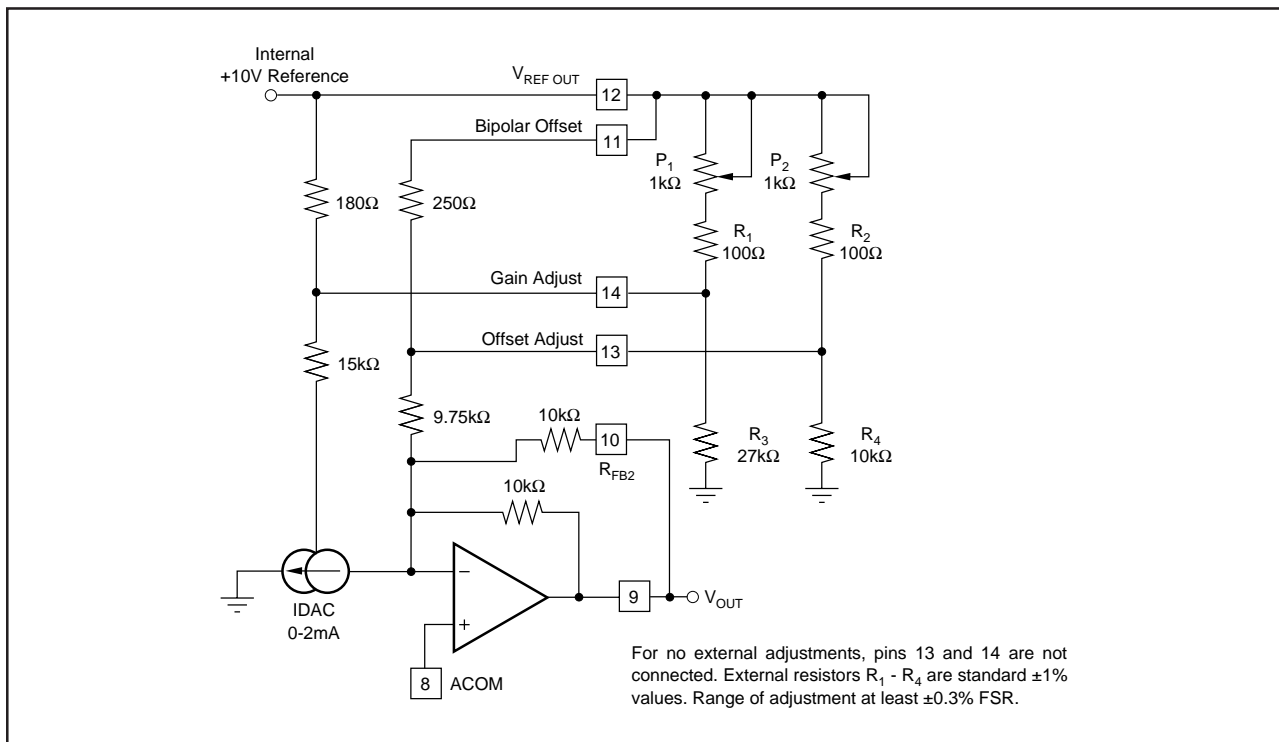 Internal
+10V Reference
V_REF OUT
12
Bipolar Offset
11
P1
1kΩ
P2
1kΩ
180Ω
250Ω
R1
100Ω
R2
100Ω
Gain Adjust
14
Offset Adjust
13
15kΩ
9.75kΩ
10kΩ
10
RFB2
R3
27kΩ
R4
10kΩ
10kΩ
–
+
IDAC
0-2mA
9
VOUT
8
ACOM
For no external adjustments, pins 13 and 14 are not
connected. External resistors R1 - R4 are standard ±1%
values. Range of adjustment at least ±0.3% FSR.